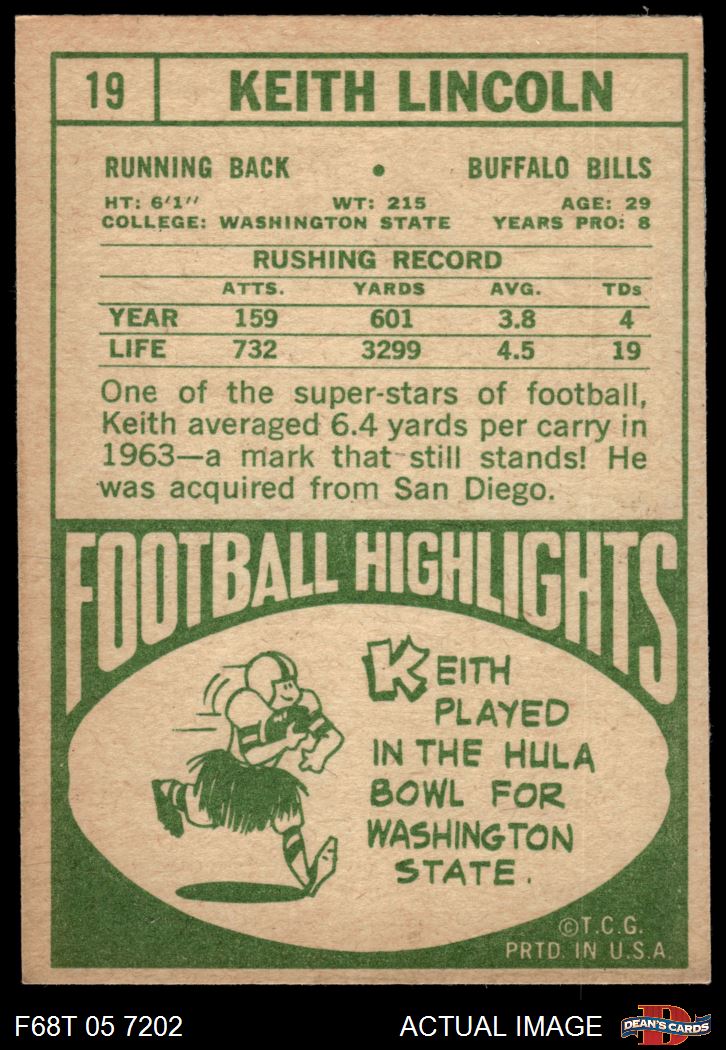 19 KEITH LINCOLN
RUNNING BACK • BUFFALO BILLS
HT: 6'1" WT: 215 AGE: 29
COLLEGE: WASHINGTON STATE YEARS PRO: 8
RUSHING RECORD
ATTS. YARDS AVG. TDs
YEAR 159 601 3.8 4
LIFE 732 3299 4.5 19
One of the super-stars of football,
Keith averaged 6.4 yards per carry in
1963—a mark that still stands! He
was acquired from San Diego.
FOOTBALL HIGHLIGHTS
KEITH
PLAYED
IN THE HULA
BOWL FOR
WASHINGTON
STATE.
©T.C.G.
PRTD. IN U.S.A.
F68T 05 7202 ACTUAL IMAGE D DEAN'S CARDS